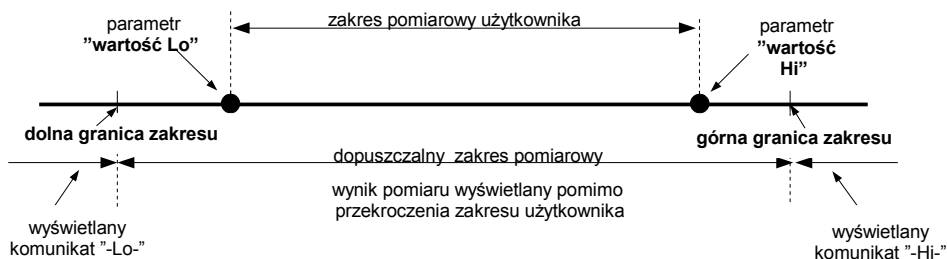 zakres pomiarowy użytkownika
parametr
”wartość Lo”
parametr
”wartość
Hi”
dolna granica zakresu
górna granica zakresu
dopuszczalny zakres pomiarowy
wynik pomiaru wyświetlany pomimo
przekroczenia zakresu użytkownika
wyświetlany
komunikat ”-Lo-”
wyświetlany
komunikat ”-Hi-”